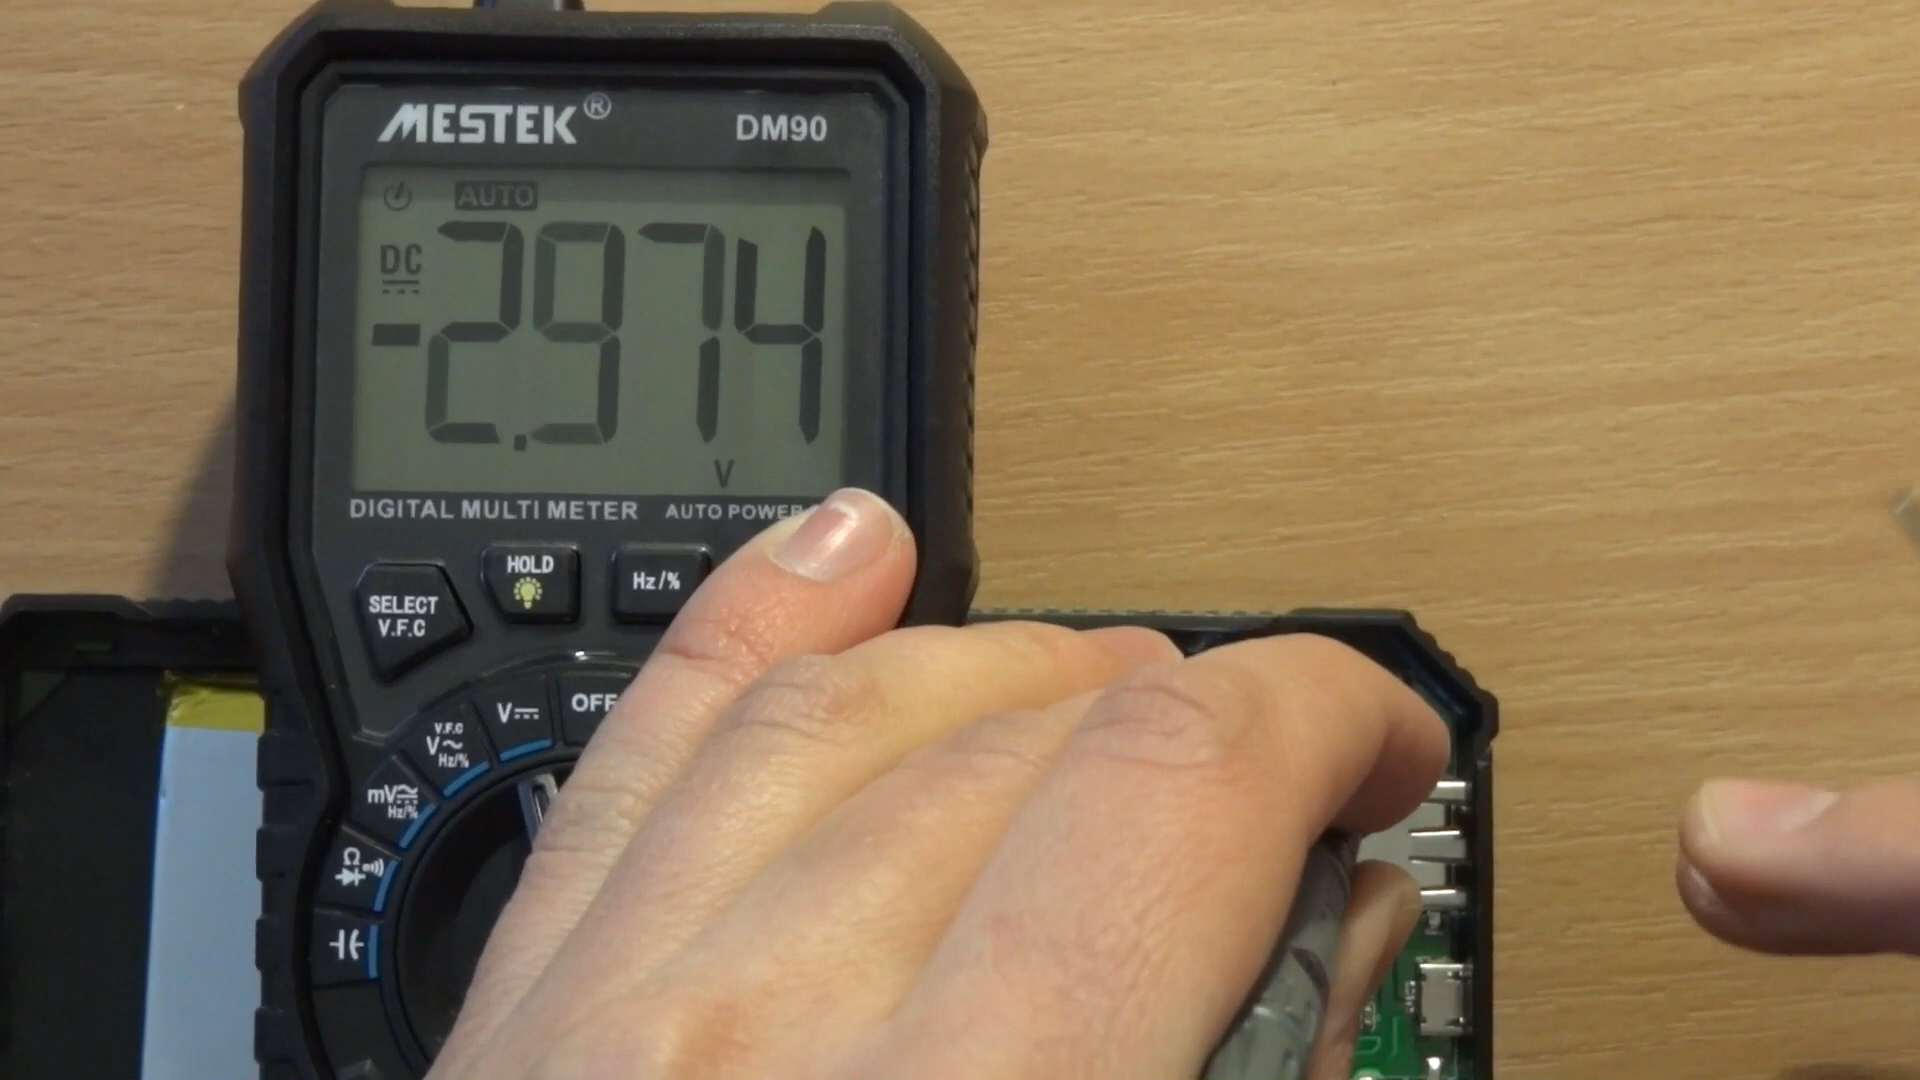 MESTEK® DM90
AUTO
DC
-2.974
V
DIGITAL MULTI METER AUTO POWER
HOLD
Hz/%
SELECT
V.F.C
OFF
V
V.F.C
V~
Hz/%
mV
Hz/%
Ω